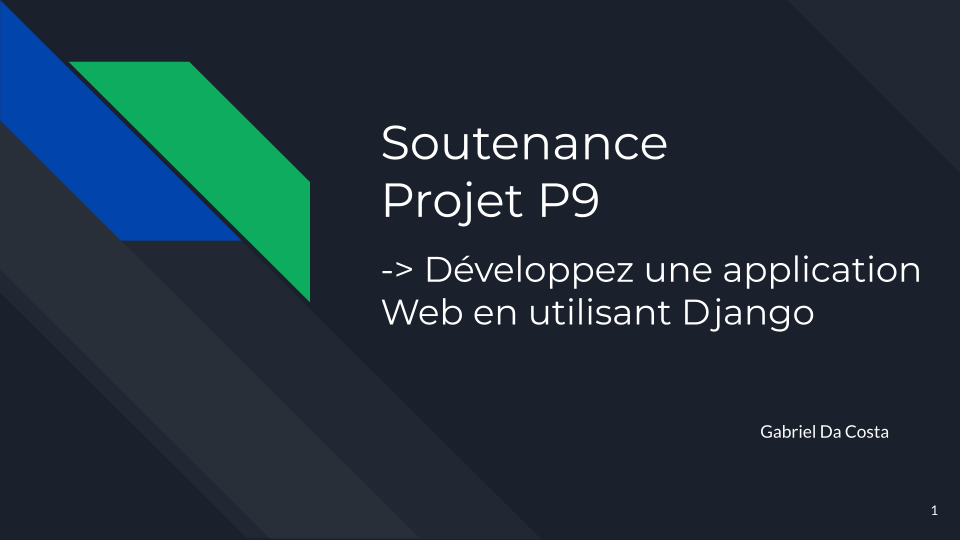 Soutenance
Projet P9
-> Développez une application
Web en utilisant Django
Gabriel Da Costa
1